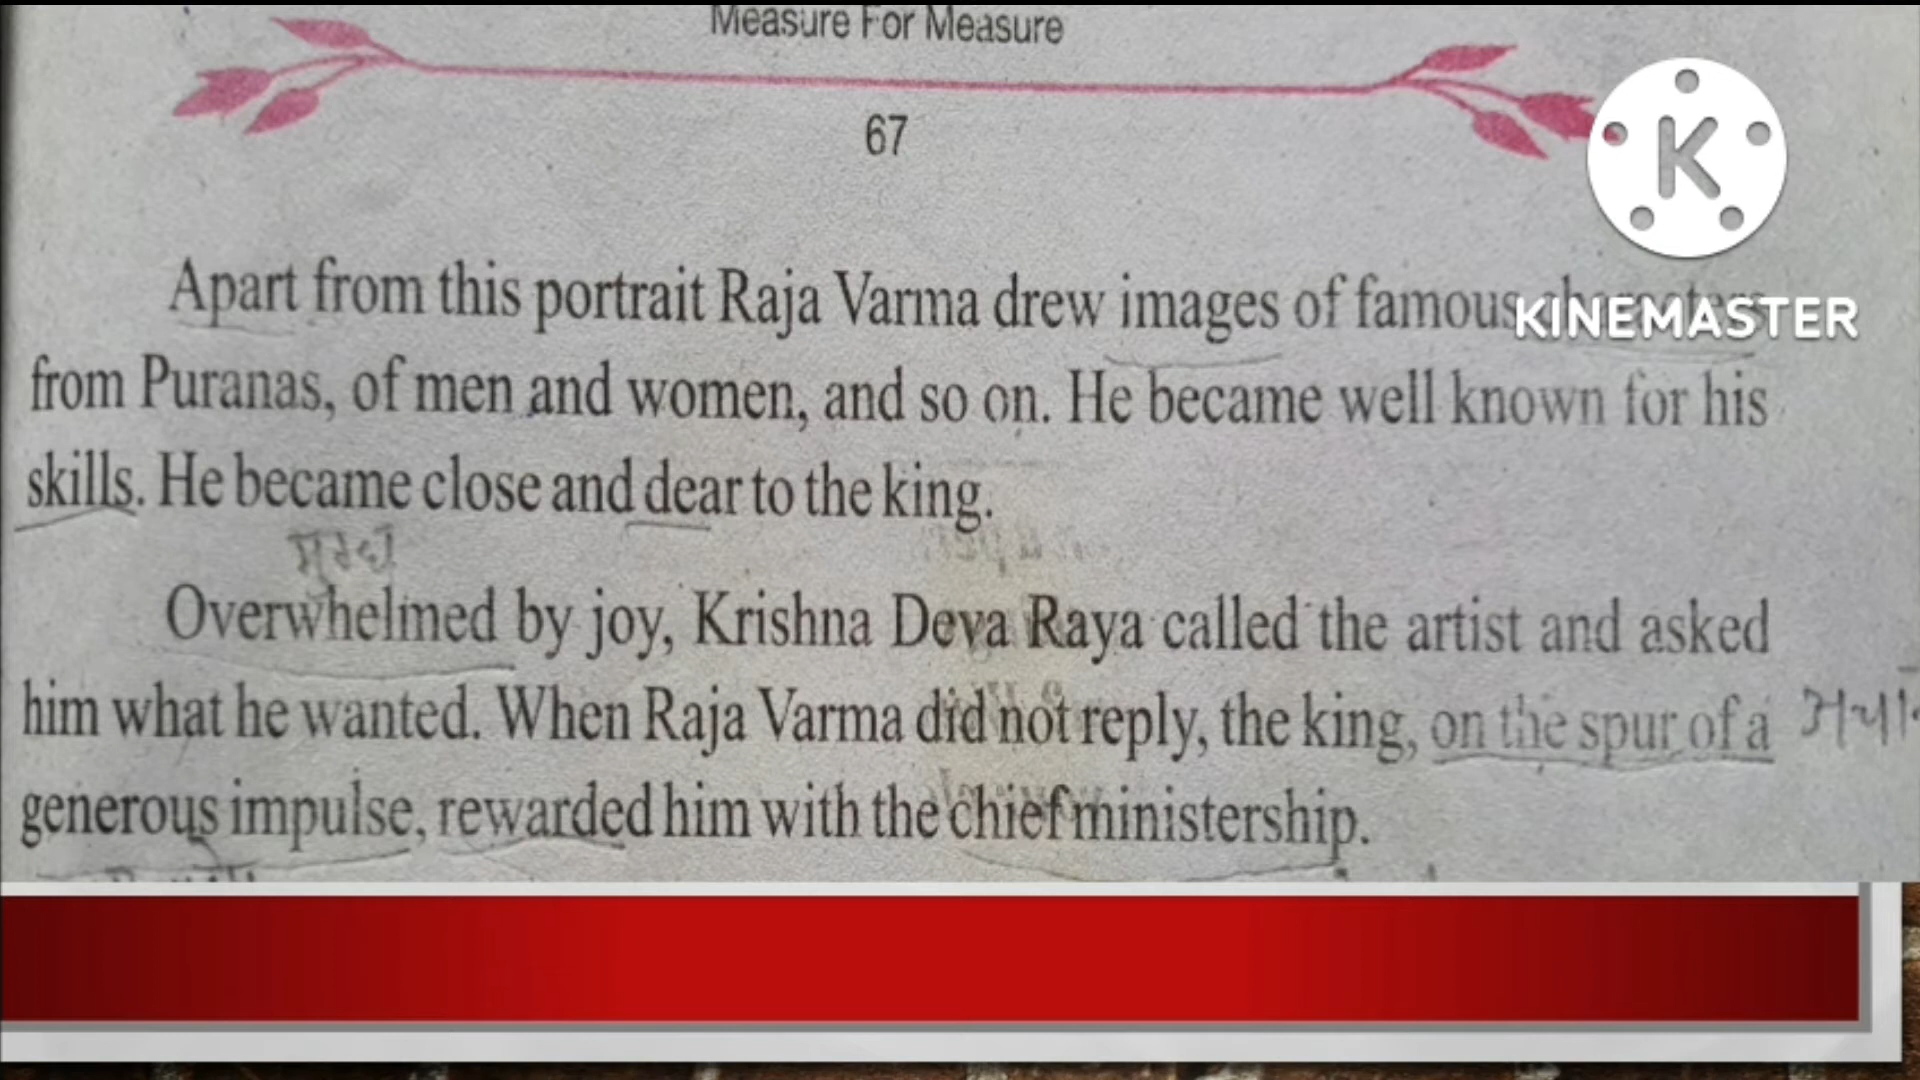 Measure For Measure
67
K
KINEMASTER
Apart from this portrait Raja Varma drew images of famous characters
from Puranas, of men and women, and so on. He became well known for his
skills. He became close and dear to the king.
मुग्ध
Overwhelmed by joy, Krishna Deva Raya called the artist and asked
him what he wanted. When Raja Varma did not reply, the king, on the spur of a
generous impulse, rewarded him with the chief ministership.